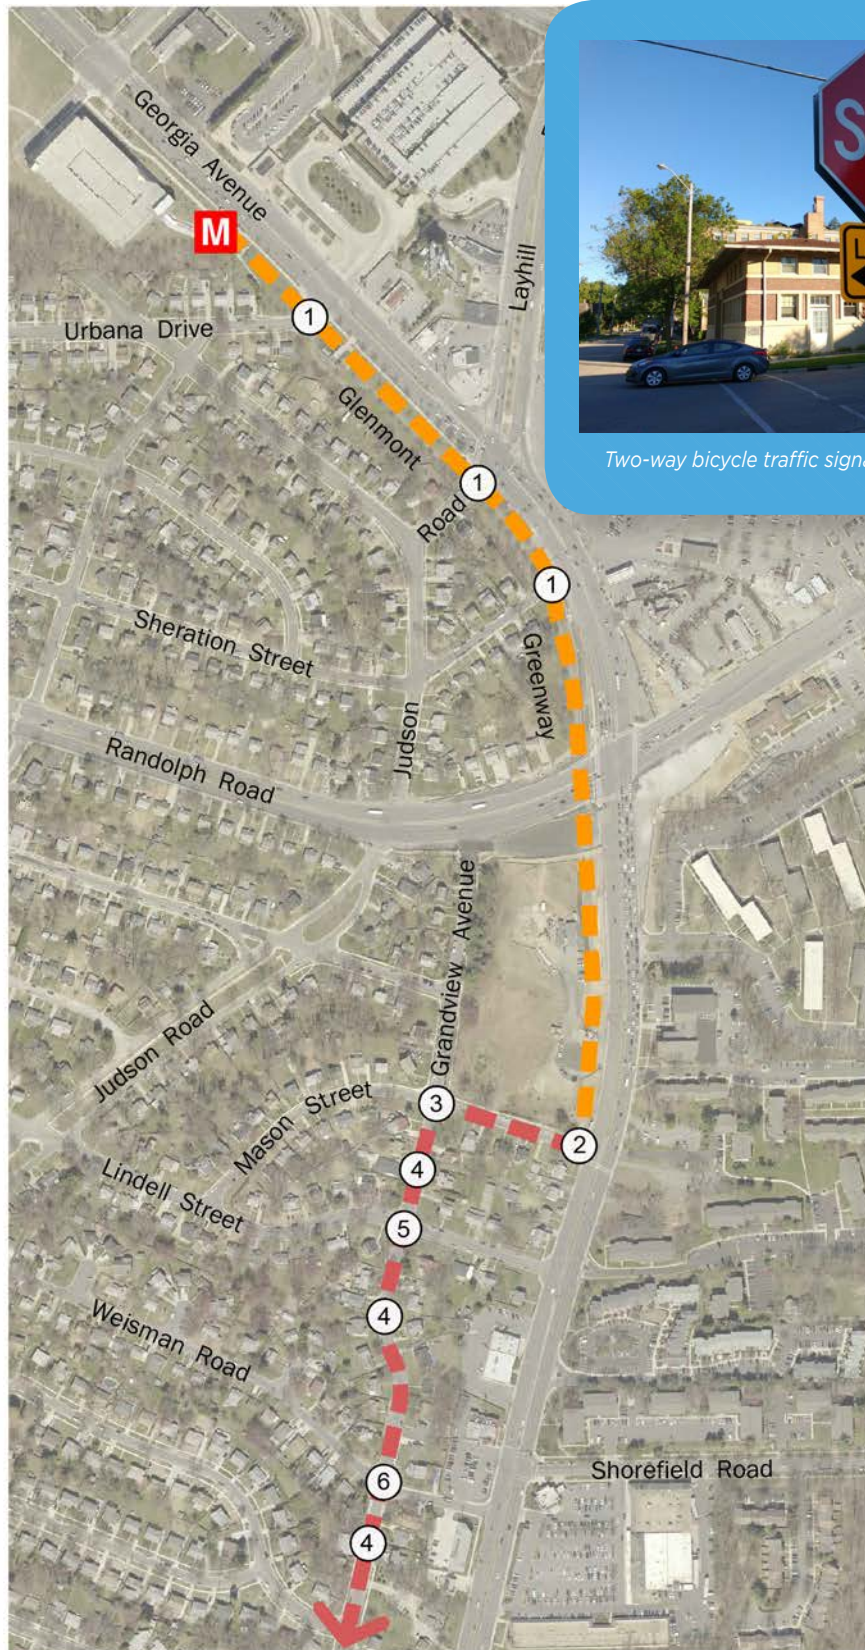 Georgia Avenue
M
Layhill
Urbana Drive
1
Glenmont
Road
1
1
Sheration Street
Greenway
Judson
Randolph Road
Grandview Avenue
Judson Road
Mason Street
3
2
4
Lindell Street
5
4
Weisman Road
6
Shorefield Road
4
S
Two-way bicycle traffic signa